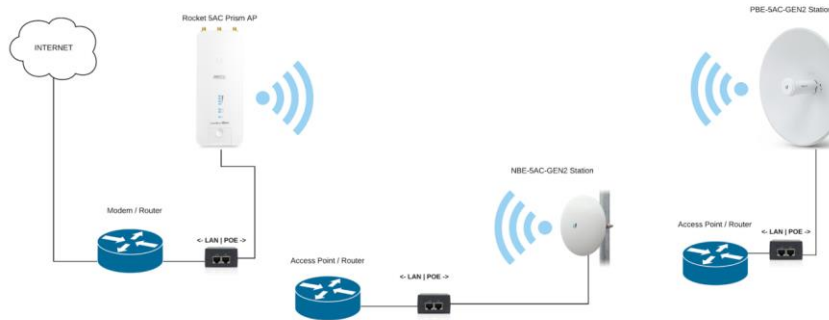 Rocket 5AC Prism AP
PBE-5AC-GEN2 Station
INTERNET
NBE-5AC-GEN2 Station
Modem / Router
<- LAN | POE ->
Access Point / Router
<- LAN | POE ->
Access Point / Router
<- LAN | POE ->